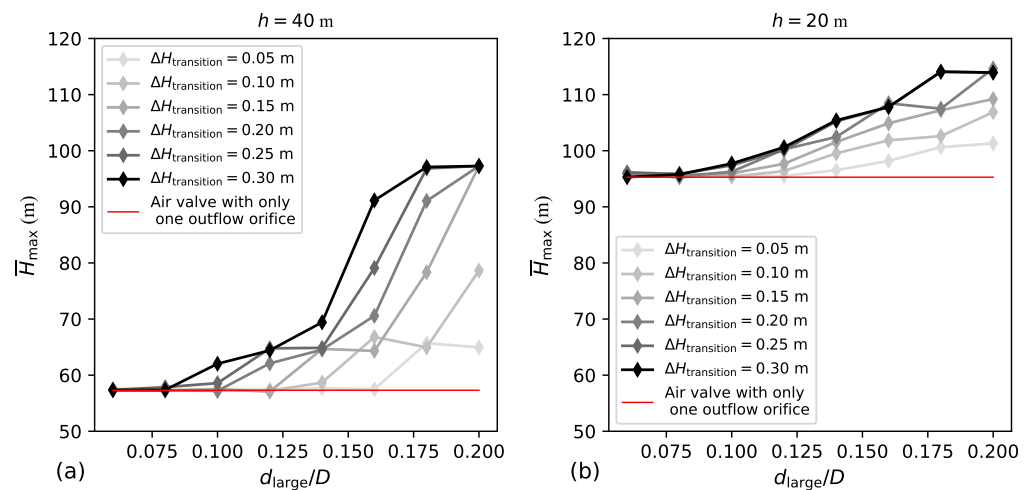 h = 40 m
120
110
100
90
80
70
60
50
H̅max (m)
ΔHtransition = 0.05 m
ΔHtransition = 0.10 m
ΔHtransition = 0.15 m
ΔHtransition = 0.20 m
ΔHtransition = 0.25 m
ΔHtransition = 0.30 m
Air valve with only
one outflow orifice
0.075 0.100 0.125 0.150 0.175 0.200
(a)
dlarge/D
h = 20 m
120
110
100
90
80
70
60
50
H̅max (m)
ΔHtransition = 0.05 m
ΔHtransition = 0.10 m
ΔHtransition = 0.15 m
ΔHtransition = 0.20 m
ΔHtransition = 0.25 m
ΔHtransition = 0.30 m
Air valve with only
one outflow orifice
0.075 0.100 0.125 0.150 0.175 0.200
(b)
dlarge/D